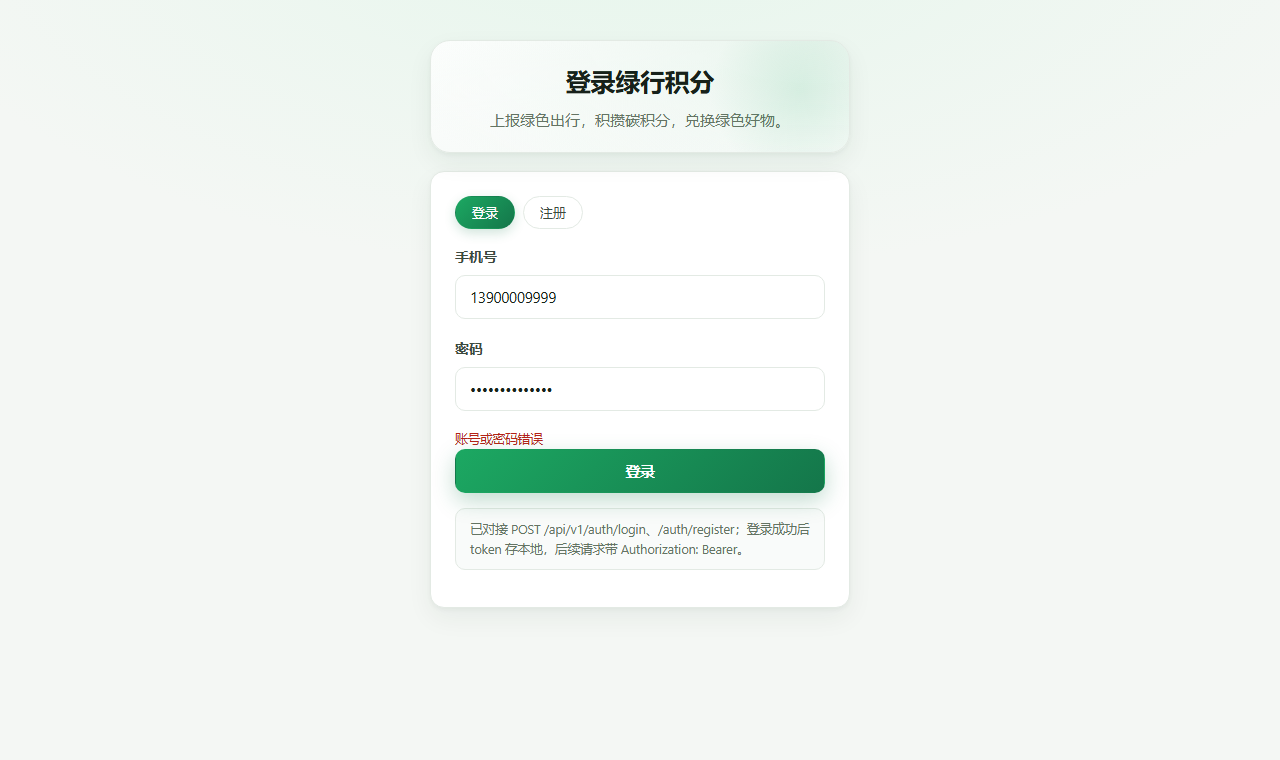 登录绿行积分
上报绿色出行，积攒碳积分，兑换绿色好物。
登录
注册
手机号
13900009999
密码
••••••••••••••
账号或密码错误
登录
已对接 POST /api/v1/auth/login、/auth/register；登录成功后
token 存本地，后续请求带 Authorization: Bearer。